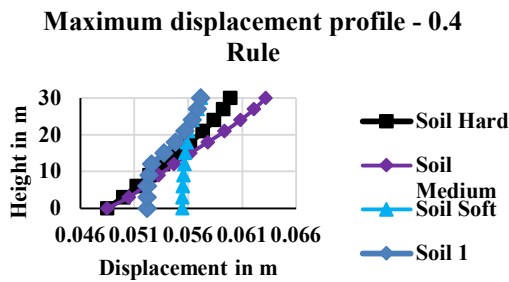 Maximum displacement profile - 0.4
Rule
30
20
10
0
Height in m
0.046 0.051 0.056 0.061 0.066
Displacement in m
Soil Hard
Soil
Medium
Soil Soft
Soil 1